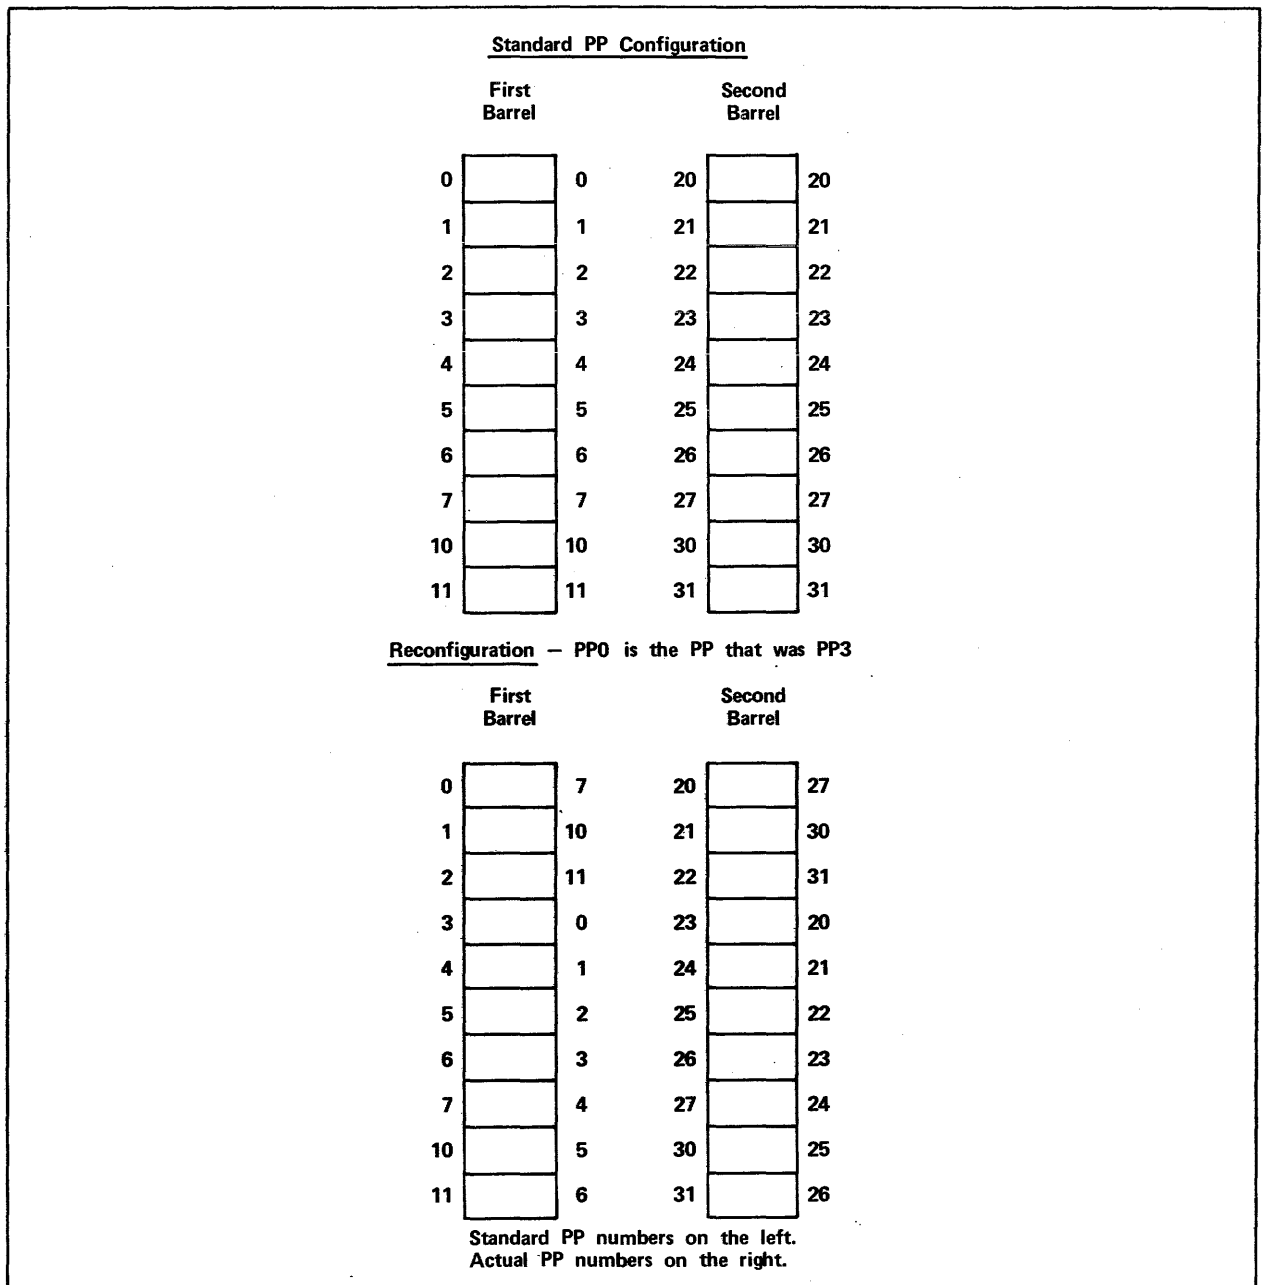 Standard PP Configuration
First Barrel Second Barrel
0 0 20 20
1 1 21 21
2 2 22 22
3 3 23 23
4 4 24 24
5 5 25 25
6 6 26 26
7 7 27 27
10 10 30 30
11 11 31 31
Reconfiguration — PP0 is the PP that was PP3
First Barrel Second Barrel
0 7 20 27
1 10 21 30
2 11 22 31
3 0 23 20
4 1 24 21
5 2 25 22
6 3 26 23
7 4 27 24
10 5 30 25
11 6 31 26
Standard PP numbers on the left.
Actual PP numbers on the right.